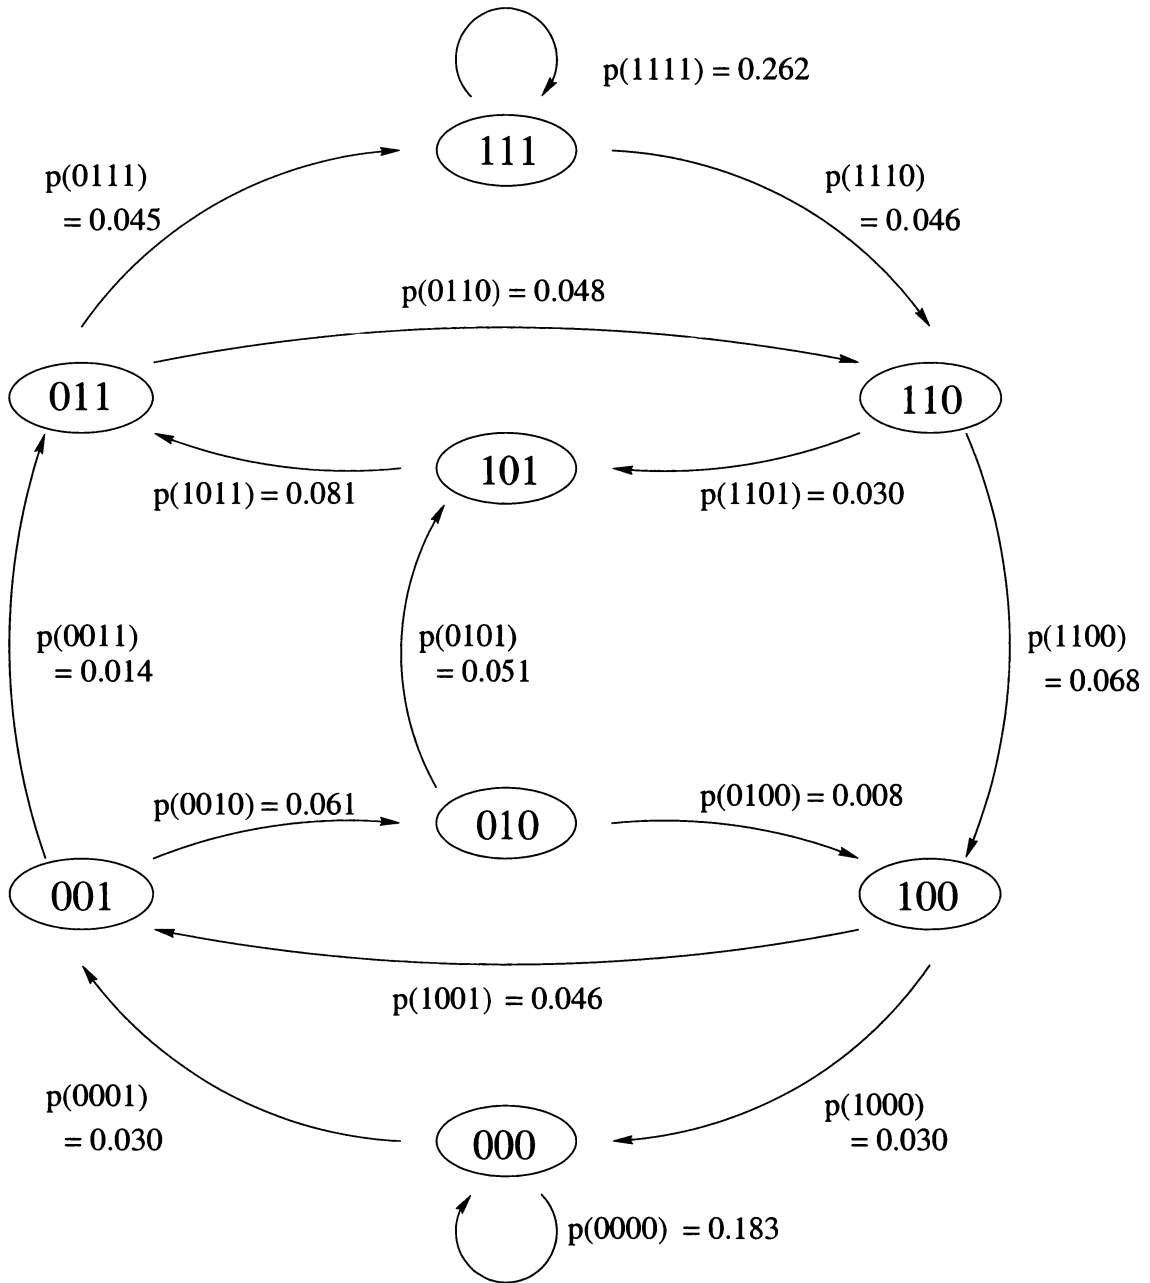 p(1111) = 0.262
111
p(0111)
= 0.045
p(1110)
= 0.046
p(0110) = 0.048
011
110
101
p(1011) = 0.081
p(1101) = 0.030
p(0011)
= 0.014
p(0101)
= 0.051
p(1100)
= 0.068
p(0010) = 0.061
p(0100) = 0.008
010
001
100
p(1001) = 0.046
p(0001)
= 0.030
p(1000)
= 0.030
000
p(0000) = 0.183